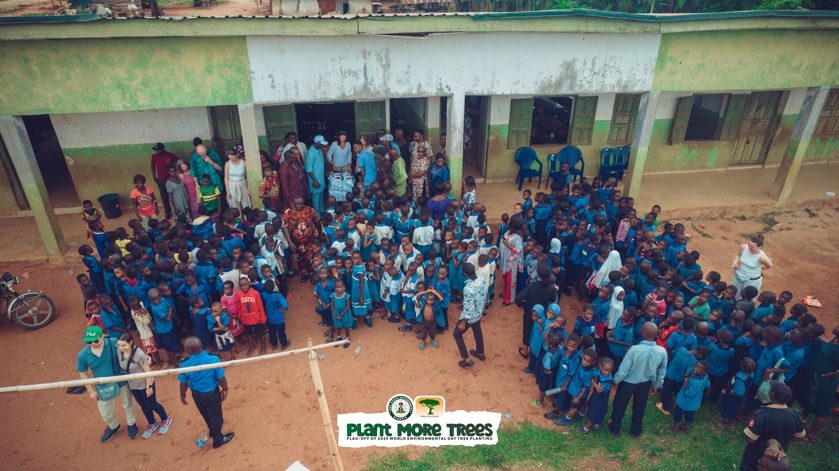 PLANT MORE TREES
FLAG-OFF OF 2025 WORLD ENVIRONMENTAL DAY TREE PLANTING